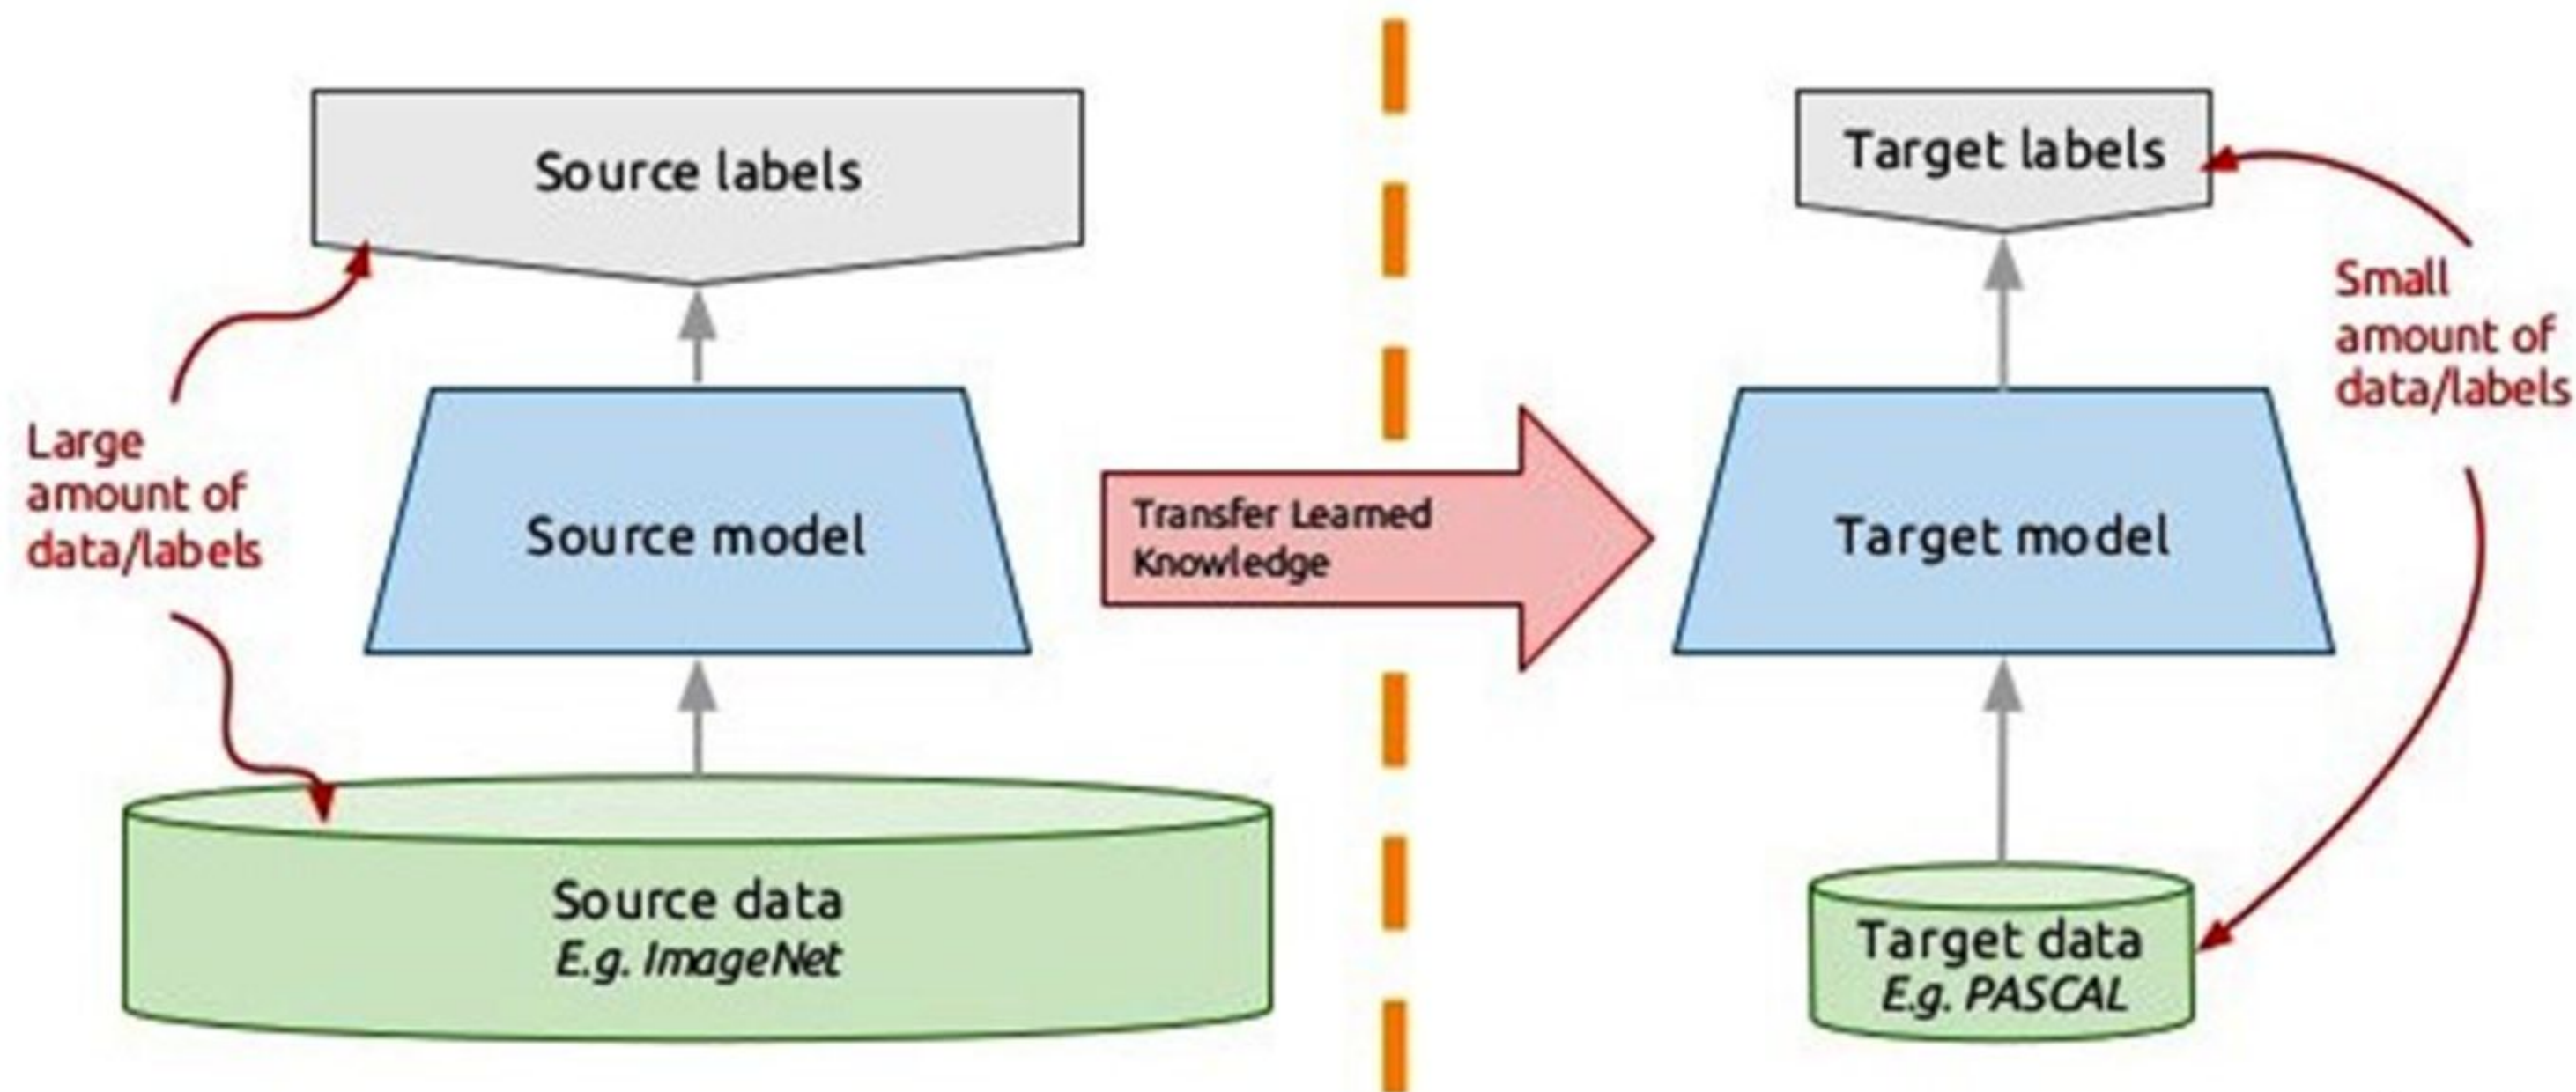 Source labels
Large
amount of
data/labels
Source model
Source data
E.g. ImageNet
Transfer Learned
Knowledge
Target labels
Small
amount of
data/labels
Target model
Target data
E.g. PASCAL